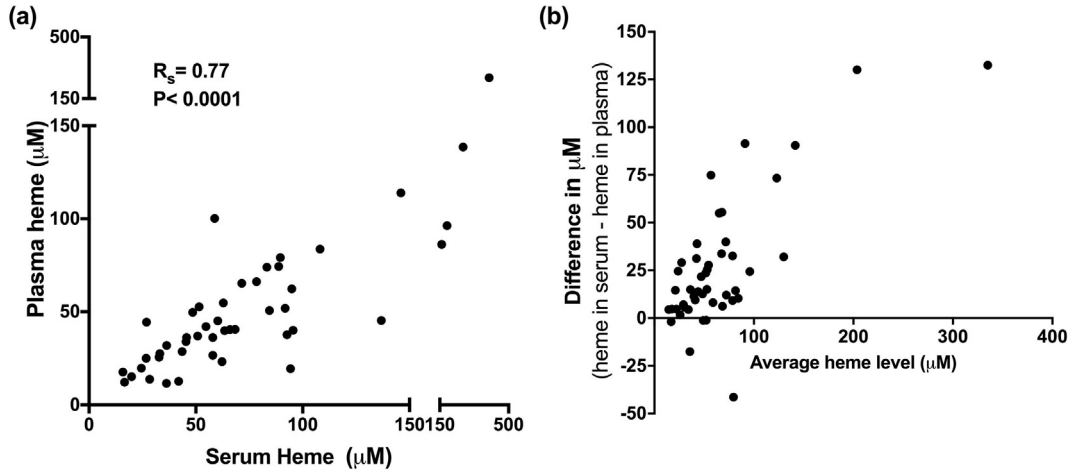 (a)
500
150
150
100
50
0
Plasma heme (μM)
R_s= 0.77
P< 0.0001
0
50
100
150
150
500
Serum Heme (μM)
(b)
150
125
100
75
50
25
0
-25
-50
Difference in μM
(heme in serum - heme in plasma)
100
200
300
400
Average heme level (μM)